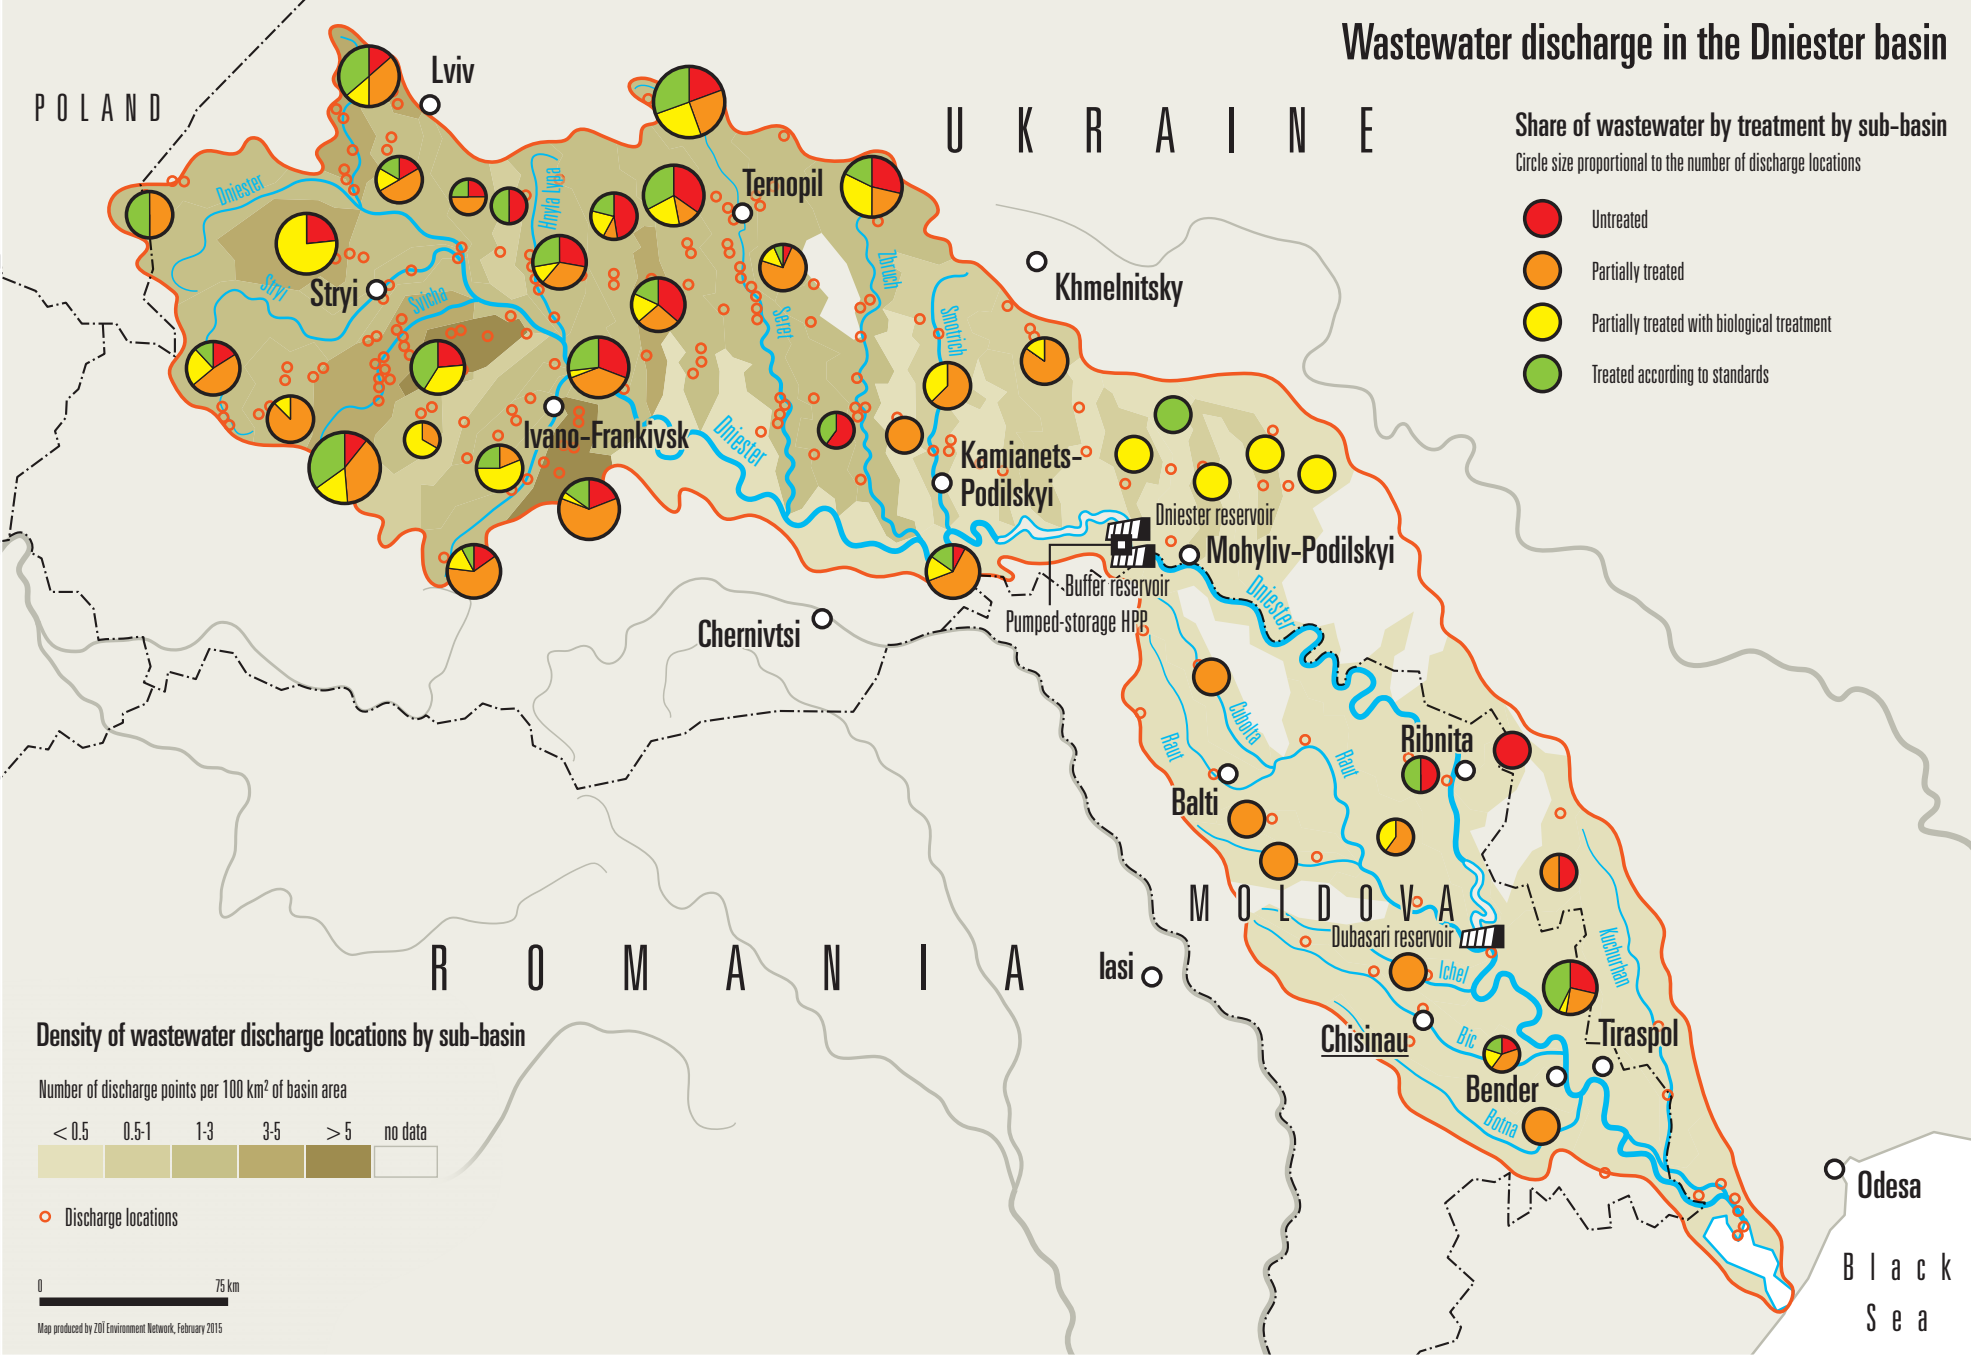 Wastewater discharge in the Dniester basin
Share of wastewater by treatment by sub-basin
Circle size proportional to the number of discharge locations
Untreated
Partially treated
Partially treated with biological treatment
Treated according to standards
POLAND
UKRAINE
Lviv
Dniester
Hnyla Lypa
Ternopil
Zbruch
Khmelnitsky
Stryi
Stryi
Svicha
Seret
Smotrich
Ivano-Frankivsk
Dniester
Kamianets-
Podilskyi
Dniester reservoir
Mohyliv-Podilskyi
Buffer reservoir
Pumped-storage HPP
Dniester
Chernivtsi
Cubolta
Raut
Raut
Ribnita
Balti
MOLDOVA
Dubasari reservoir
Kuchurhan
ROMANIA
Iasi
Ichel
Chisinau
Bic
Tiraspol
Bender
Botna
Odesa
Black
Sea
Density of wastewater discharge locations by sub-basin
Number of discharge points per 100 km² of basin area
< 0.5 0.5-1 1-3 3-5 > 5 no data
Discharge locations
0 75 km
Map produced by ZOÏ Environment Network, February 2015